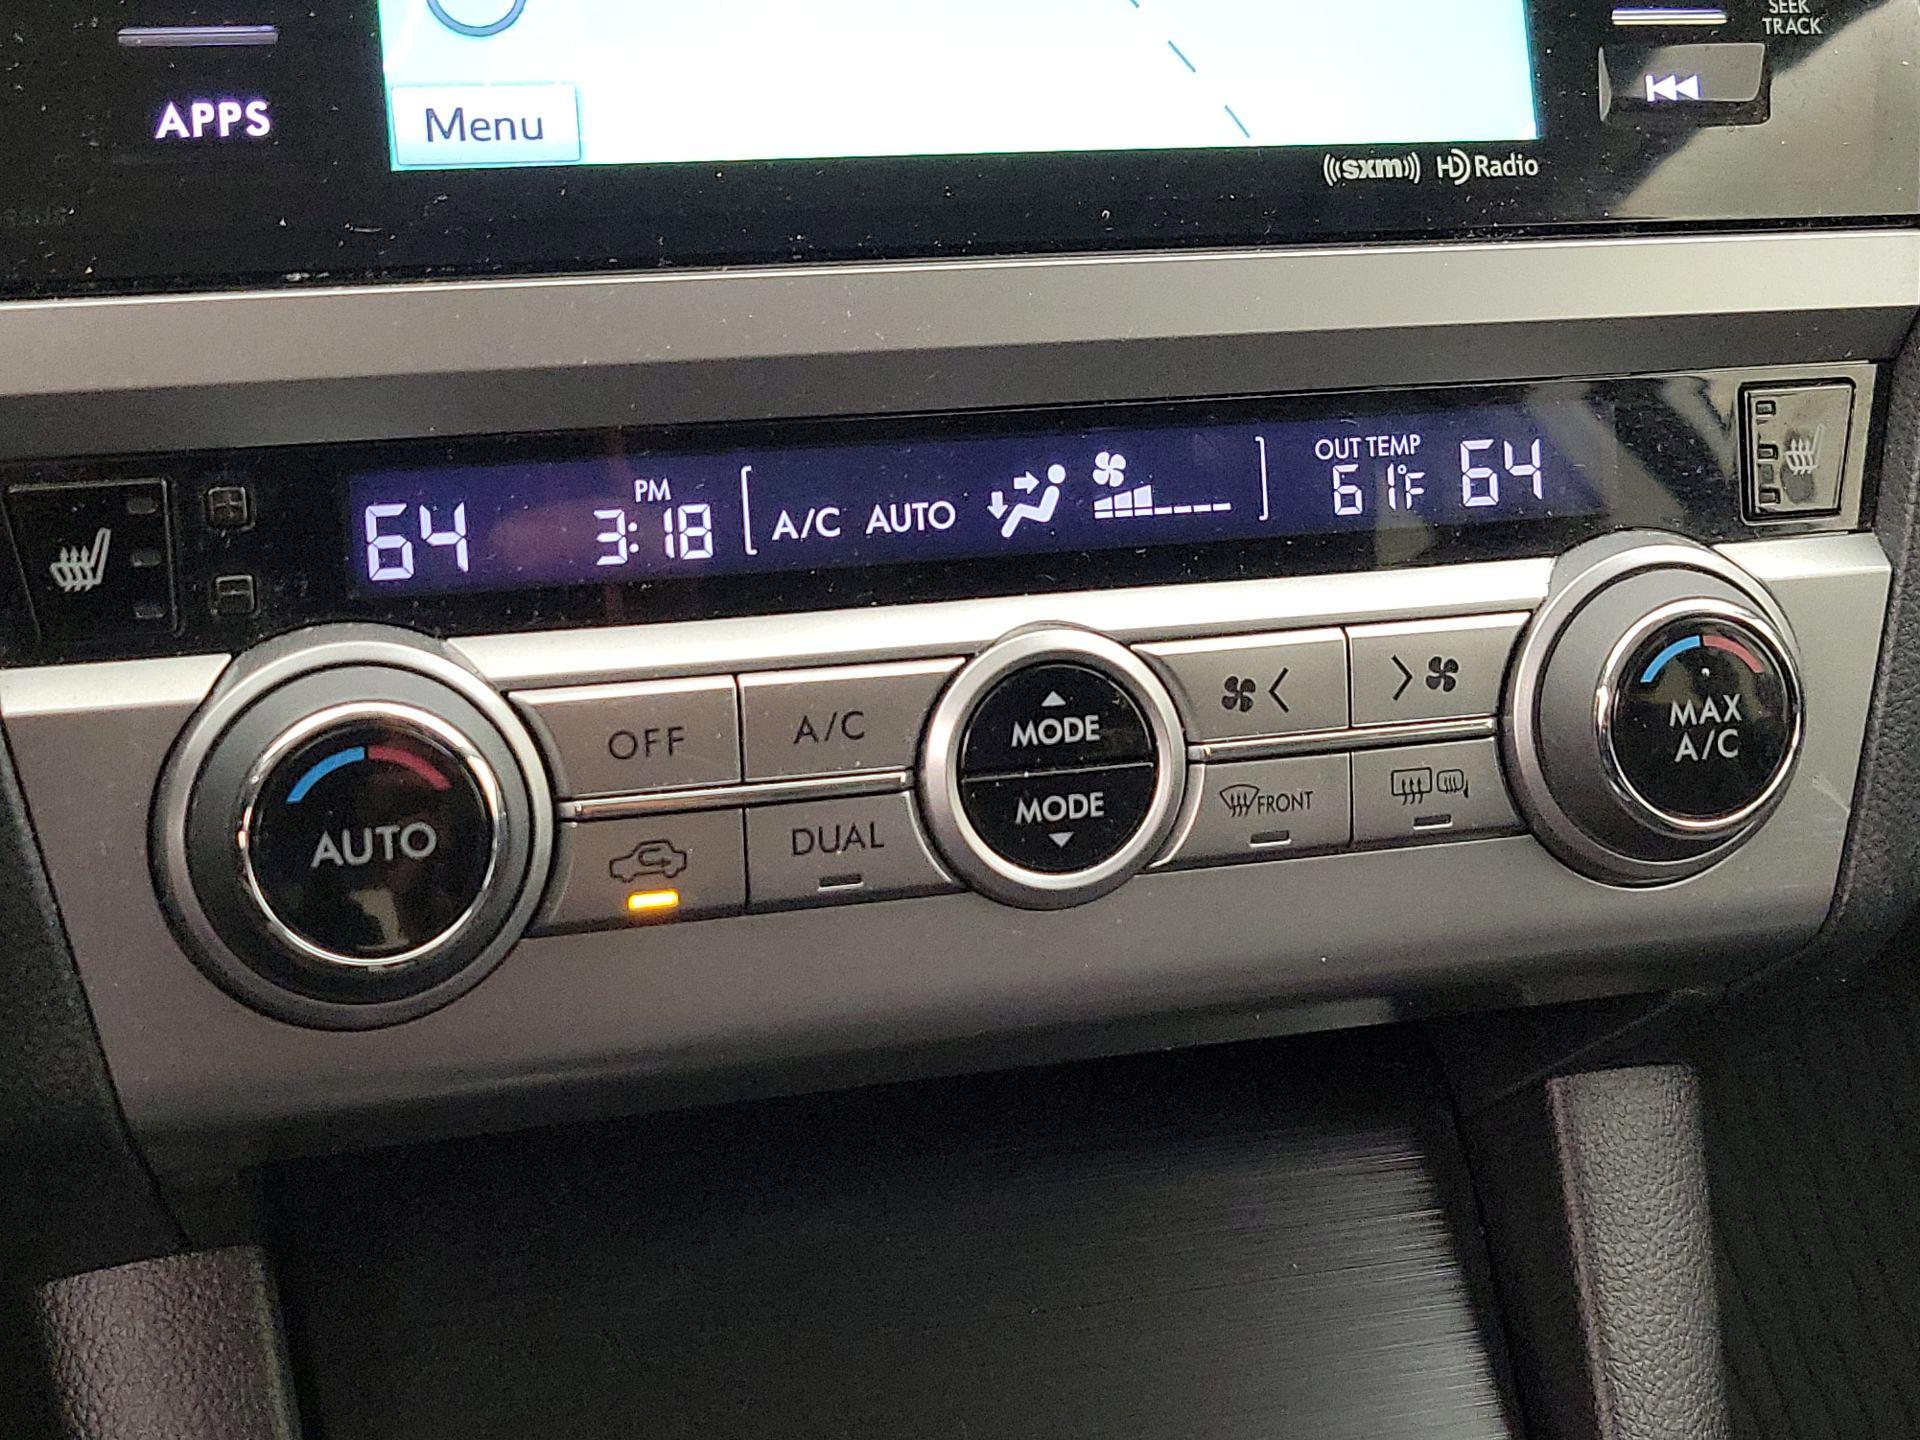 SEEK
TRACK
APPS
Menu
((sxm)) HD Radio
64 PM 3:18 A/C AUTO OUT TEMP 61°F 64
OFF A/C
MODE
MODE
AUTO
DUAL
FRONT
MAX
A/C